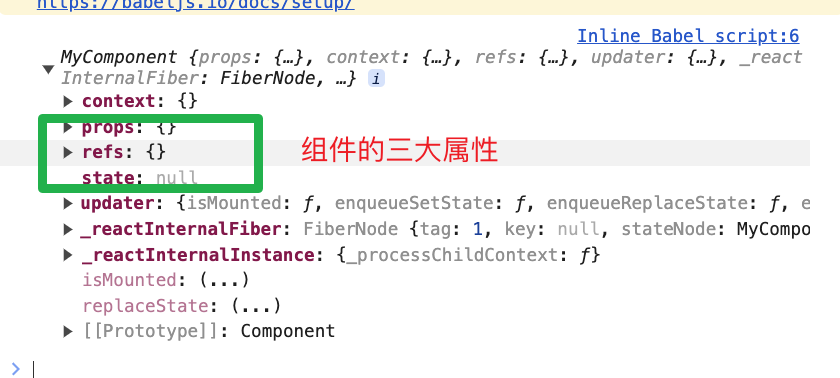 https://babeljs.io/docs/setup/
Inline Babel script:6
MyComponent {props: {…}, context: {…}, refs: {…}, updater: {…}, _react
InternalFiber: FiberNode, …} i
context: {}
props: {}
refs: {}
组件的三大属性
state: null
updater: {isMounted: ƒ, enqueueSetState: ƒ, enqueueReplaceState: ƒ, e
_reactInternalFiber: FiberNode {tag: 1, key: null, stateNode: MyCompo
_reactInternalInstance: {_processChildContext: ƒ}
isMounted: (...)
replaceState: (...)
[[Prototype]]: Component